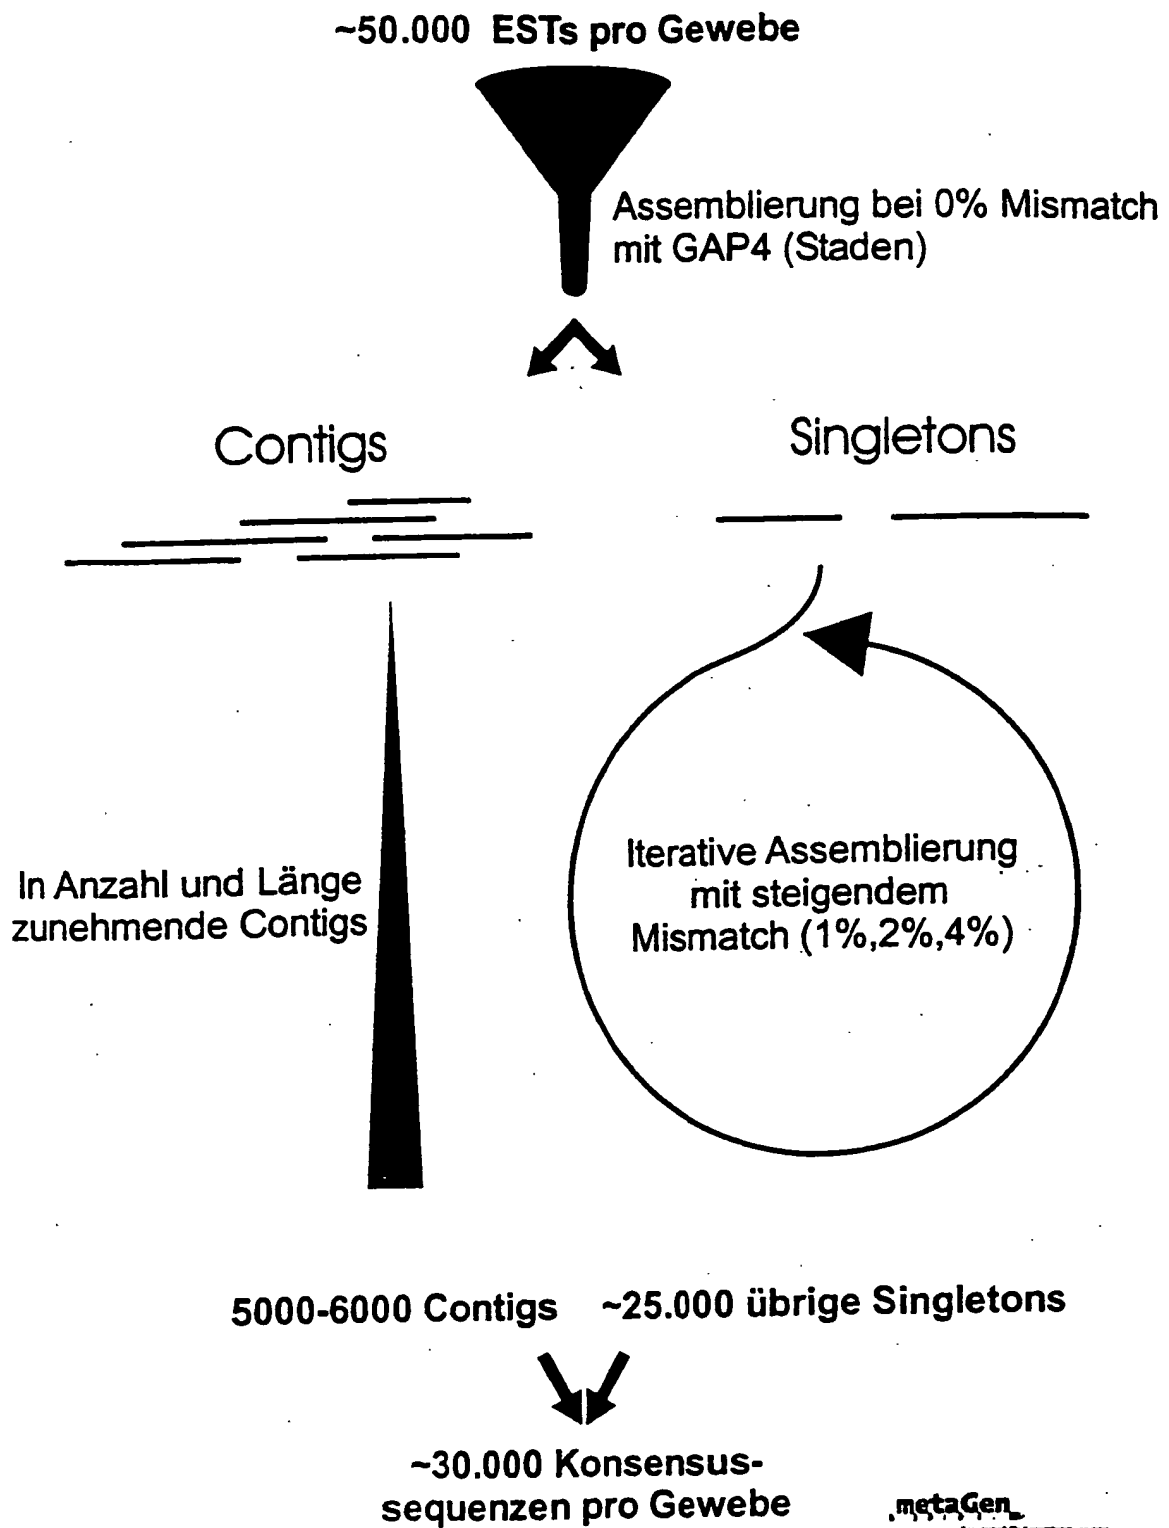 ~50.000 ESTs pro Gewebe
Assemblierung bei 0% Mismatch
mit GAP4 (Staden)
Contigs
Singletons
In Anzahl und Länge
zunehmende Contigs
Iterative Assemblierung
mit steigendem
Mismatch (1%,2%,4%)
5000-6000 Contigs
~25.000 übrige Singletons
~30.000 Konsensus-
sequenzen pro Gewebe
metaGen